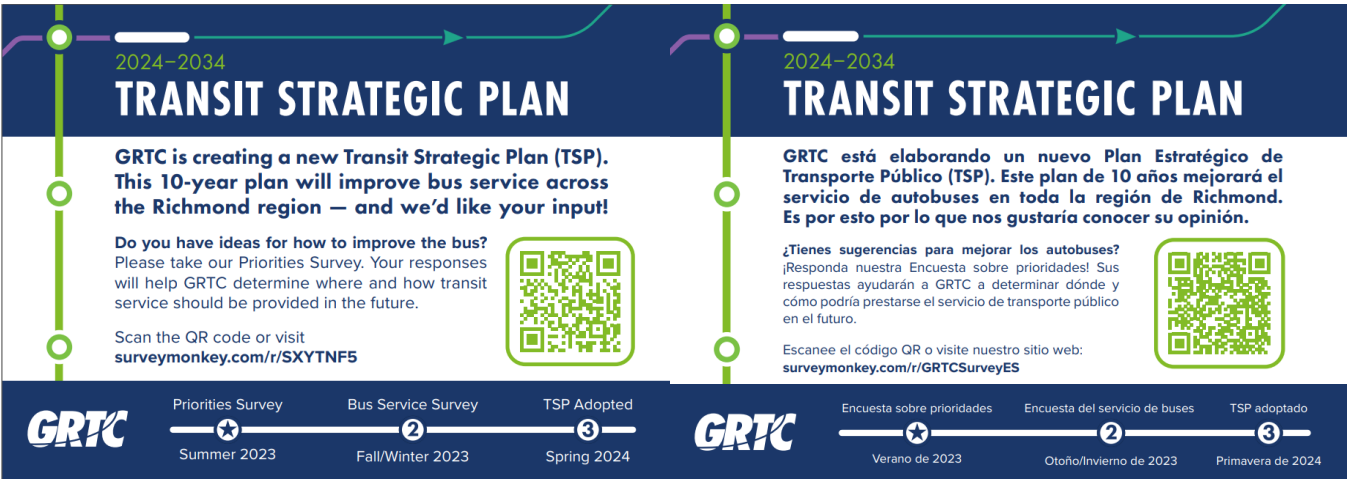 2024–2034
TRANSIT STRATEGIC PLAN
GRTC is creating a new Transit Strategic Plan (TSP).
This 10-year plan will improve bus service across
the Richmond region — and we'd like your input!
Do you have ideas for how to improve the bus?
Please take our Priorities Survey. Your responses
will help GRTC determine where and how transit
service should be provided in the future.
Scan the QR code or visit
surveymonkey.com/r/SXYTNF5
GRTC
Priorities Survey
Bus Service Survey
TSP Adopted
2
3
Summer 2023
Fall/Winter 2023
Spring 2024
2024–2034
TRANSIT STRATEGIC PLAN
GRTC está elaborando un nuevo Plan Estratégico de
Transporte Público (TSP). Este plan de 10 años mejorará el
servicio de autobuses en toda la región de Richmond.
Es por esto por lo que nos gustaría conocer su opinión.
¿Tienes sugerencias para mejorar los autobuses?
¡Responda nuestra Encuesta sobre prioridades! Sus
respuestas ayudarán a GRTC a determinar dónde y
cómo podría prestarse el servicio de transporte público
en el futuro.
Escanee el código QR o visite nuestro sitio web:
surveymonkey.com/r/GRTCSurveyES
GRTC
Encuesta sobre prioridades
Encuesta del servicio de buses
TSP adoptado
2
3
Verano de 2023
Otoño/Invierno de 2023
Primavera de 2024